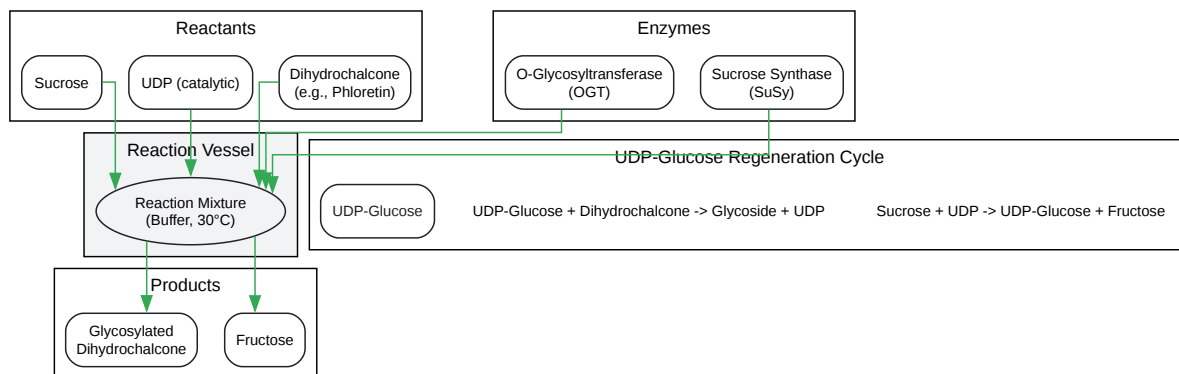 Reactants
Sucrose
UDP (catalytic)
Dihydrochalcone
(e.g., Phloretin)
Enzymes
O-Glycosyltransferase
(OGT)
Sucrose Synthase
(SuSy)
Reaction Vessel
Reaction Mixture
(Buffer, 30°C)
UDP-Glucose Regeneration Cycle
UDP-Glucose
UDP-Glucose + Dihydrochalcone -> Glycoside + UDP
Sucrose + UDP -> UDP-Glucose + Fructose
Products
Glycosylated
Dihydrochalcone
Fructose